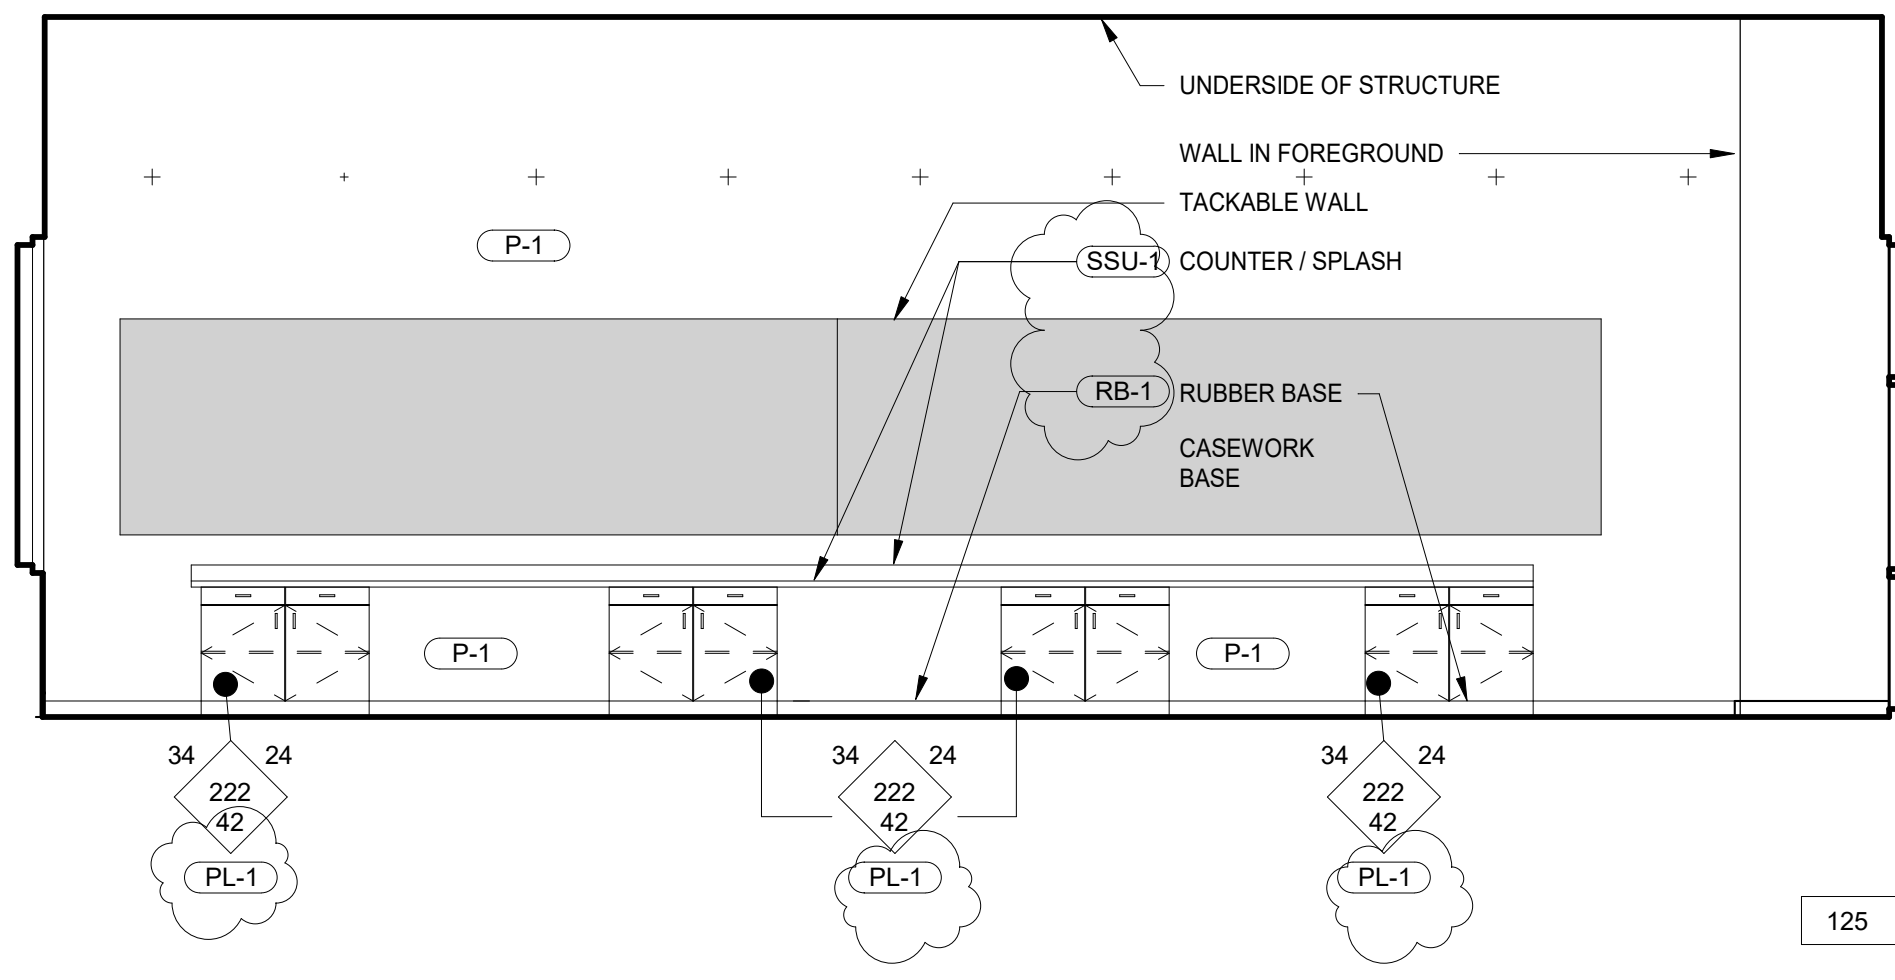 UNDERSIDE OF STRUCTURE
WALL IN FOREGROUND
TACKABLE WALL
P-1
SSU-1 COUNTER / SPLASH
RB-1 RUBBER BASE
CASEWORK
BASE
P-1
P-1
34 24
222
42
PL-1
34 24
222
42
PL-1
34 24
222
42
PL-1
125